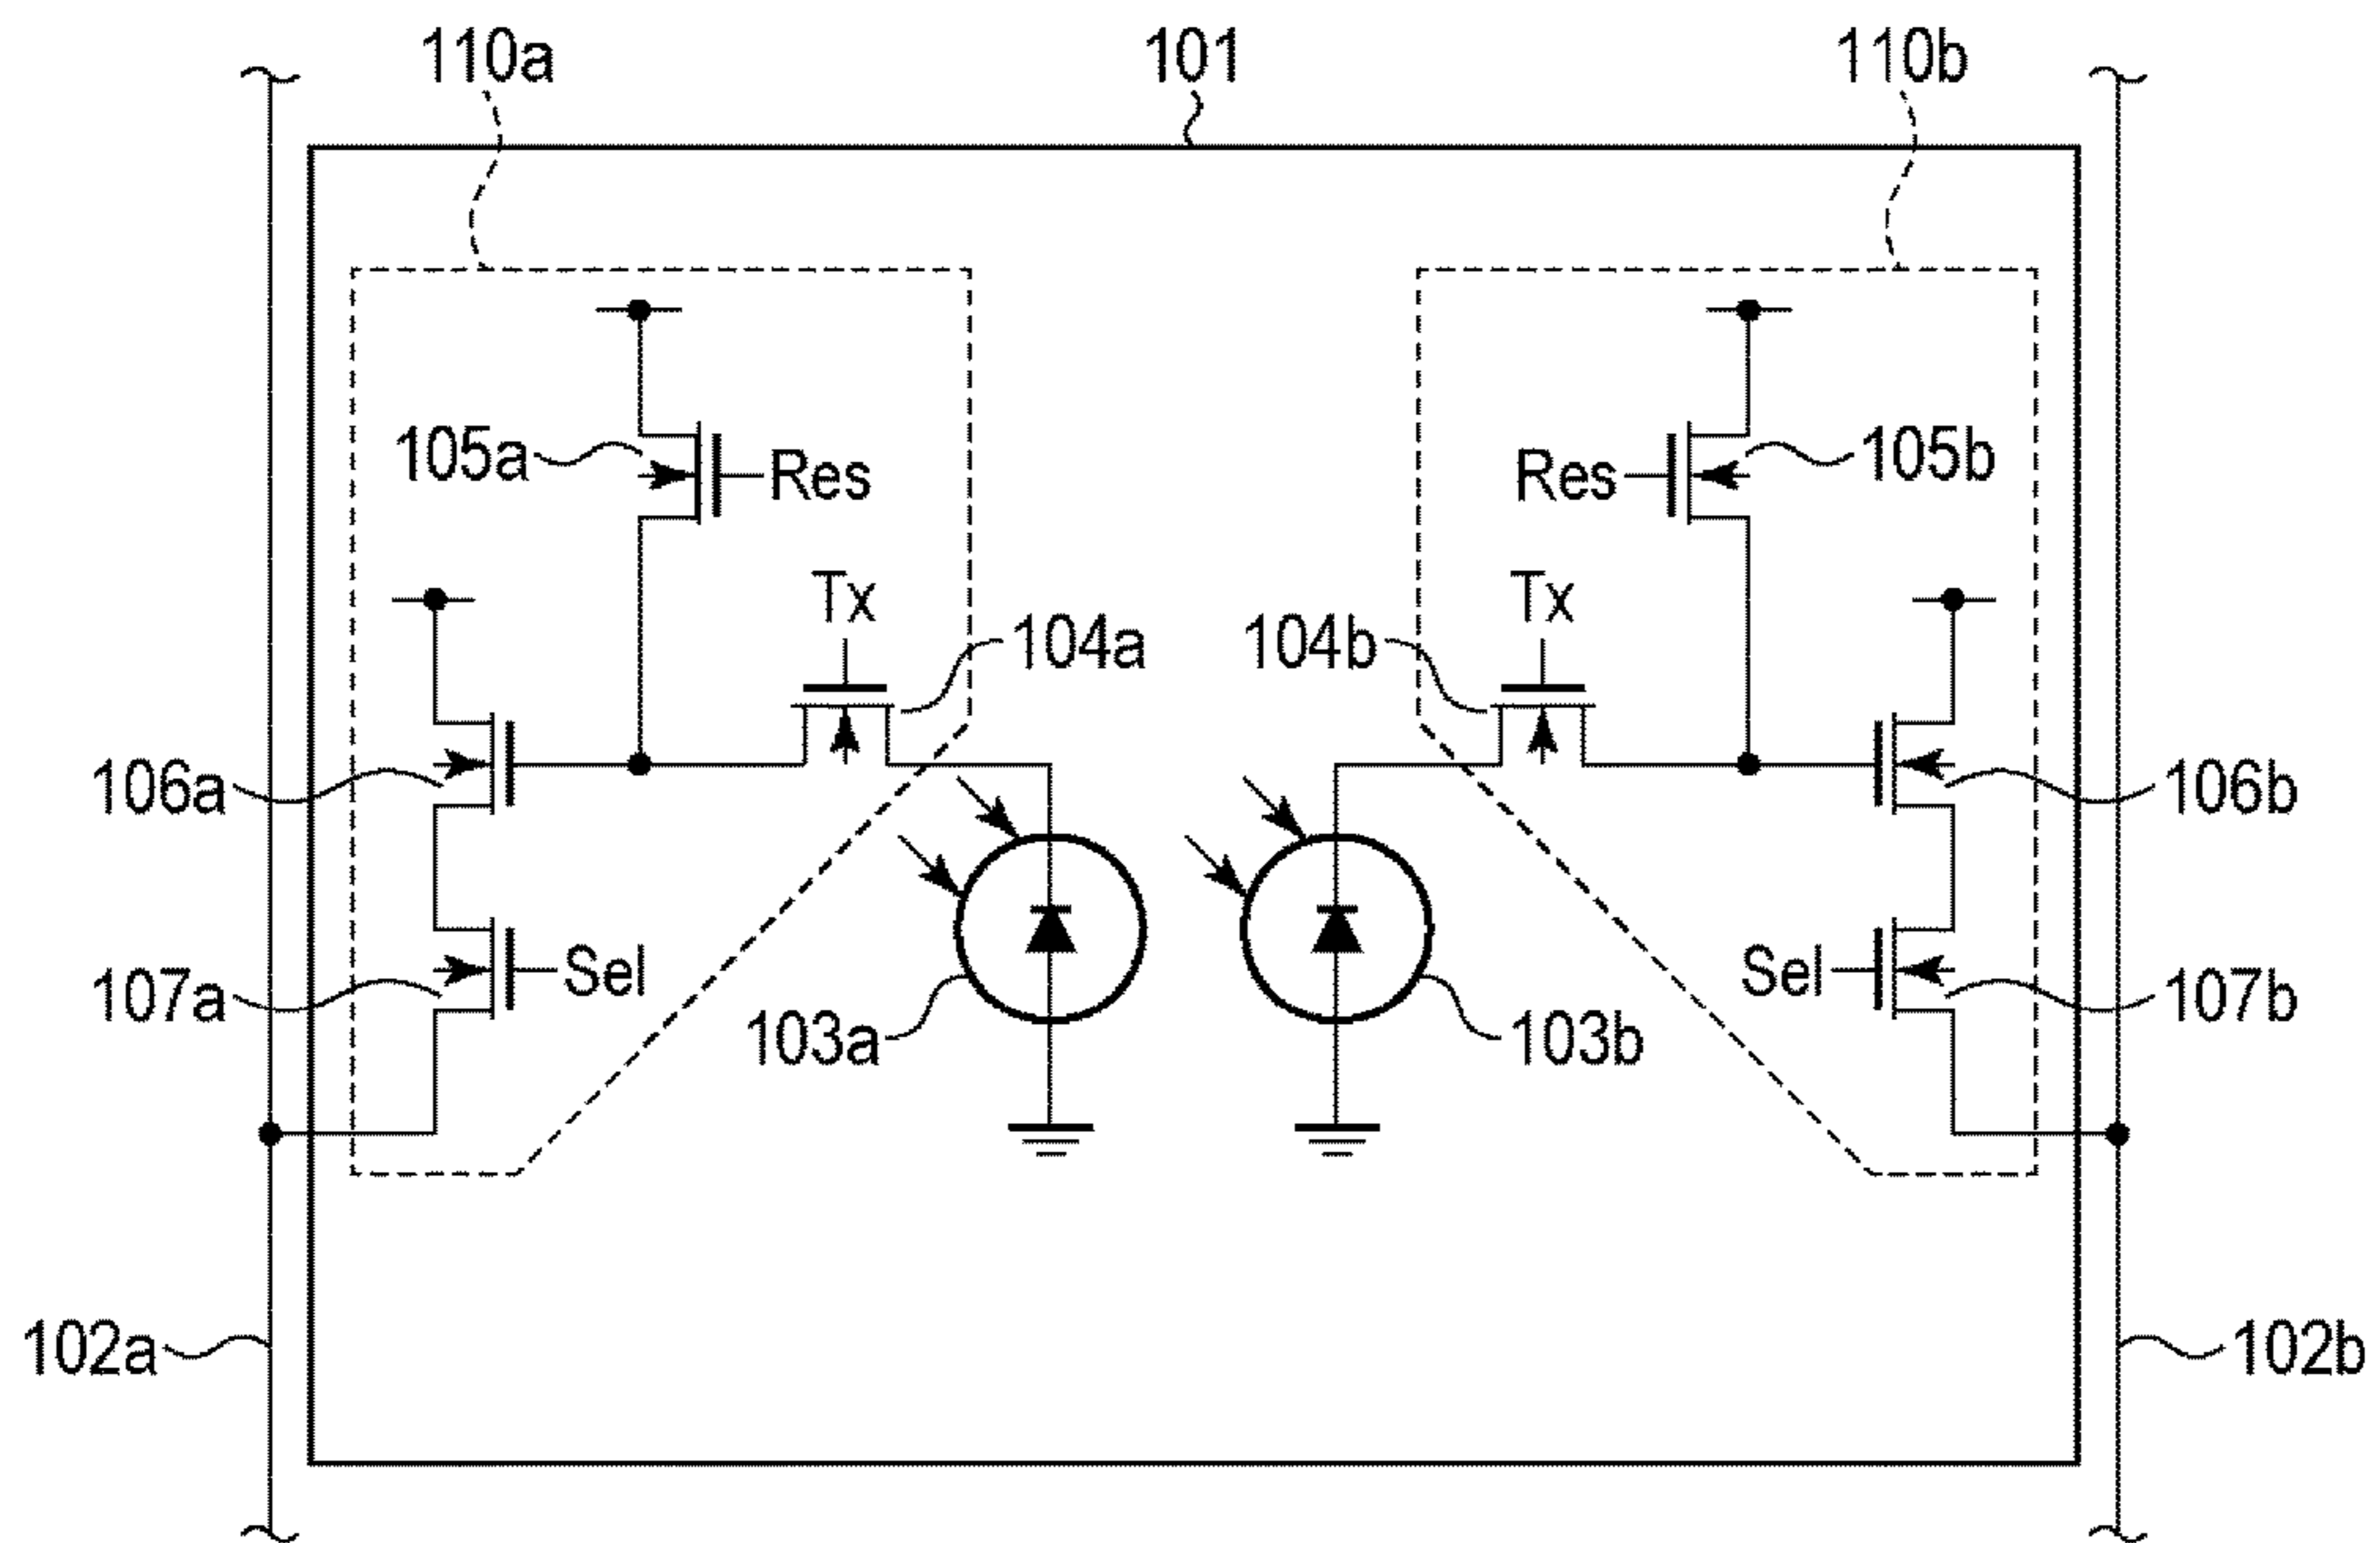 110a 101 110b
105a Res Res 105b
Tx Tx
104a 104b
106a 106b
107a Sel Sel 107b
103a 103b
102a 102b